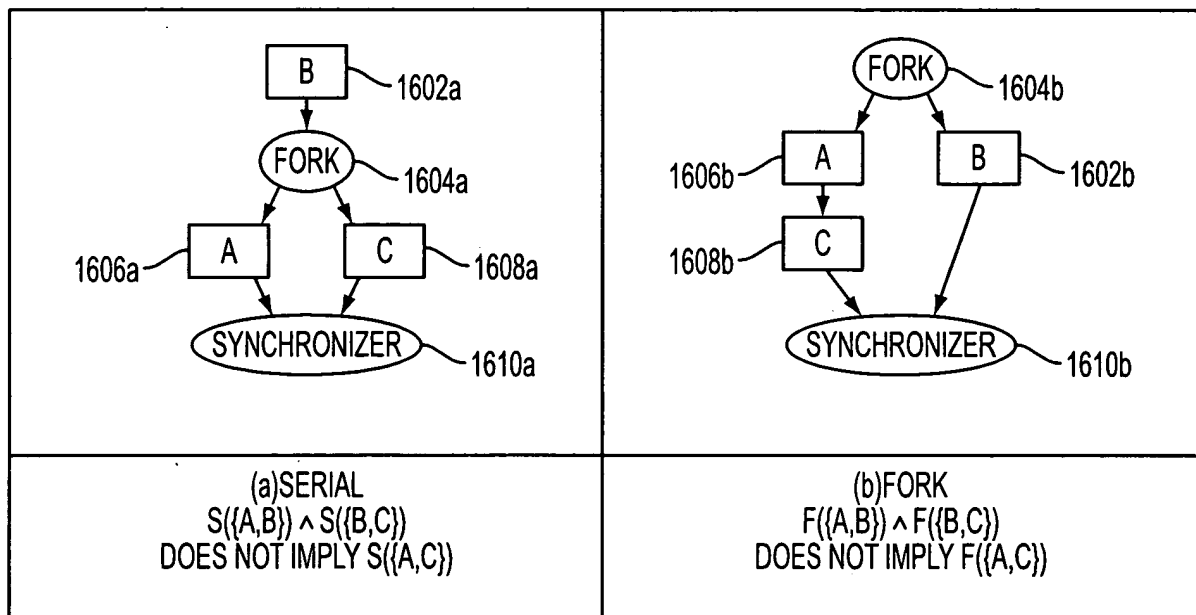 B
1602a
FORK
1604a
A
C
1606a
1608a
SYNCHRONIZER
1610a
(a)SERIAL
S({A,B}) ∧ S({B,C})
DOES NOT IMPLY S({A,C})
FORK
1604b
A
B
1606b
1602b
C
1608b
SYNCHRONIZER
1610b
(b)FORK
F({A,B}) ∧ F({B,C})
DOES NOT IMPLY F({A,C})